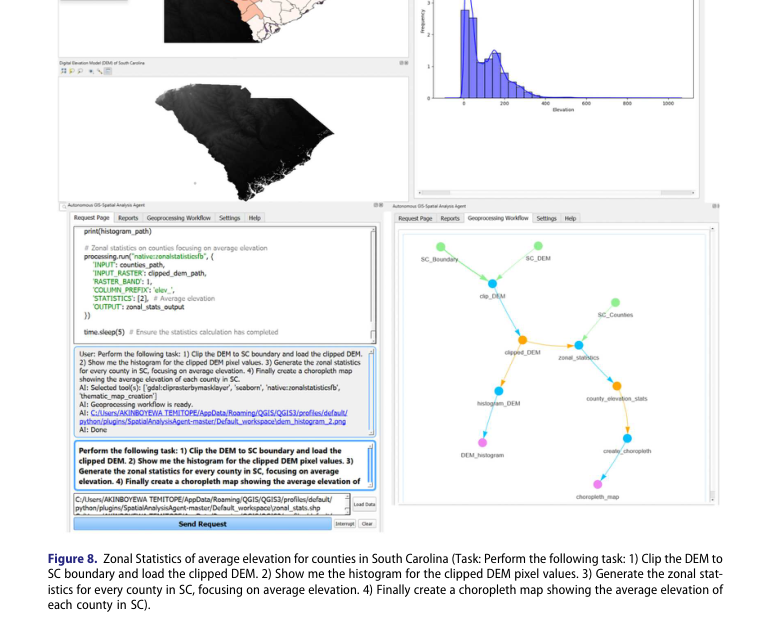 Frequency
3
2
1
0
0
200
400
600
800
1000
Elevation
Digital Elevation Model (DEM) of South Carolina
Autonomous GIS-Spatial Analysis Agent
Request Page Reports Geoprocessing Workflow Settings Help
print(histogram_path)
# Zonal statistics on counties focusing on average elevation
processing.run("native:zonalstatisticsfb", {
'INPUT': counties_path,
'INPUT_RASTER': clipped_dem_path,
'RASTER_BAND': 1,
'COLUMN_PREFIX': 'elev_',
'STATISTICS': [2], # Average elevation
'OUTPUT': zonal_stats_output
})
time.sleep(5) # Ensure the statistics calculation has completed
User: Perform the following task: 1) Clip the DEM to SC boundary and load the clipped DEM.
2) Show me the histogram for the clipped DEM pixel values. 3) Generate the zonal statistics
for every county in SC, focusing on average elevation. 4) Finally create a choropleth map
showing the average elevation of each county in SC.
AI: Selected tool(s): ['gdal:cliprasterbymasklayer', 'seaborn', 'native:zonalstatisticsfb',
'thematic_map_creation']
AI: Geoprocessing workflow is ready.
AI: C:/Users/AKINBOYEWA TEMITOPE/AppData/Roaming/QGIS/QGIS3/profiles/default/
python/plugins/SpatialAnalysisAgent-master/Default_workspace\dem_histogram_2.png
AI: Done
Perform the following task: 1) Clip the DEM to SC boundary and load the
clipped DEM. 2) Show me the histogram for the clipped DEM pixel values. 3)
Generate the zonal statistics for every county in SC, focusing on average
elevation. 4) Finally create a choropleth map showing the average elevation of
C:/Users/AKINBOYEWA TEMITOPE/AppData/Roaming/QGIS/QGIS3/profiles/default/
python/plugins/SpatialAnalysisAgent-master/Default_workspace\zonal_stats.shp
Load Data
Send Request
Interrupt
Clear
Autonomous GIS-Spatial Analysis Agent
Request Page Reports Geoprocessing Workflow Settings Help
SC_Boundary
SC_DEM
clip_DEM
SC_Counties
clipped_DEM
zonal_statistics
histogram_DEM
county_elevation_stats
DEM_histogram
create_choropleth
choropleth_map
Figure 8. Zonal Statistics of average elevation for counties in South Carolina (Task: Perform the following task: 1) Clip the DEM to
SC boundary and load the clipped DEM. 2) Show me the histogram for the clipped DEM pixel values. 3) Generate the zonal stat-
istics for every county in SC, focusing on average elevation. 4) Finally create a choropleth map showing the average elevation of
each county in SC).